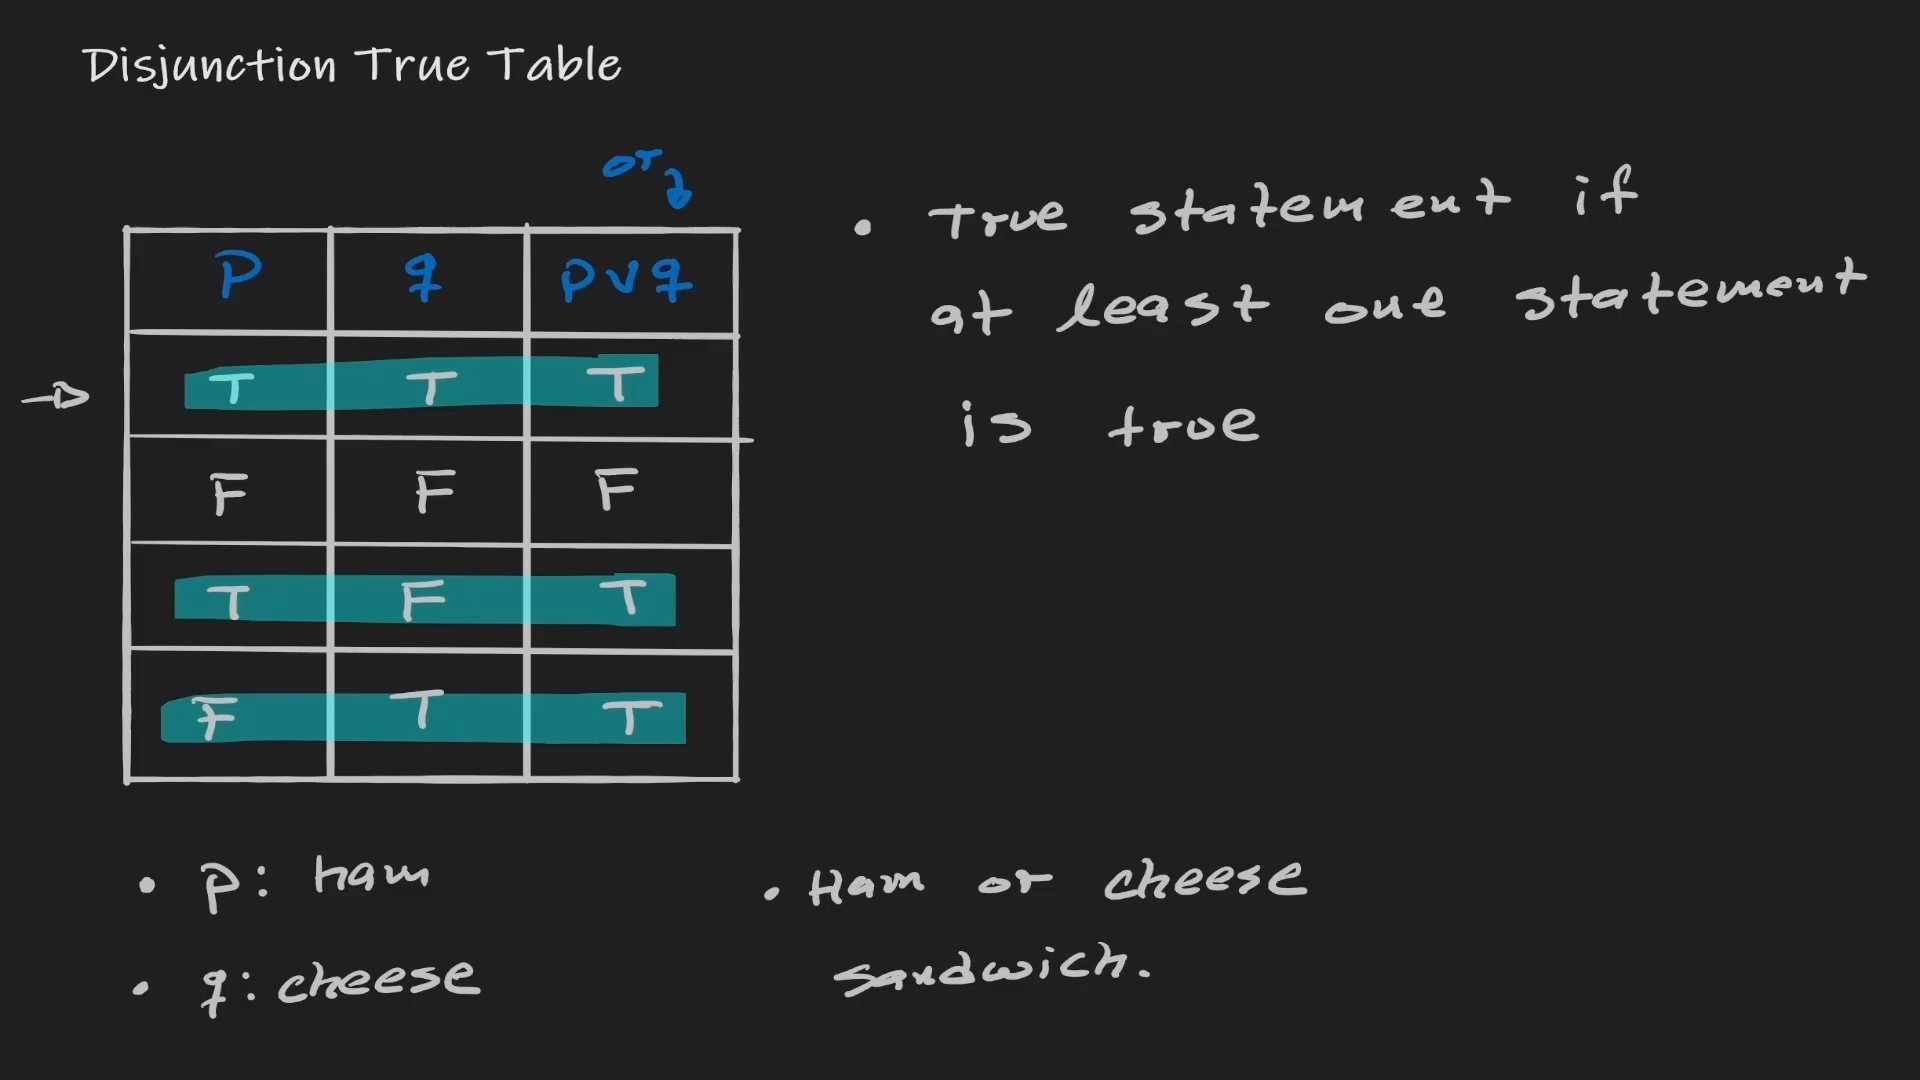 Disjunction True Table
or
p q p∨q
T T T
F F F
T F T
F T T
• True statement if
at least one statement
is true
• p: ham
• q: cheese
• Ham or cheese
sandwich.